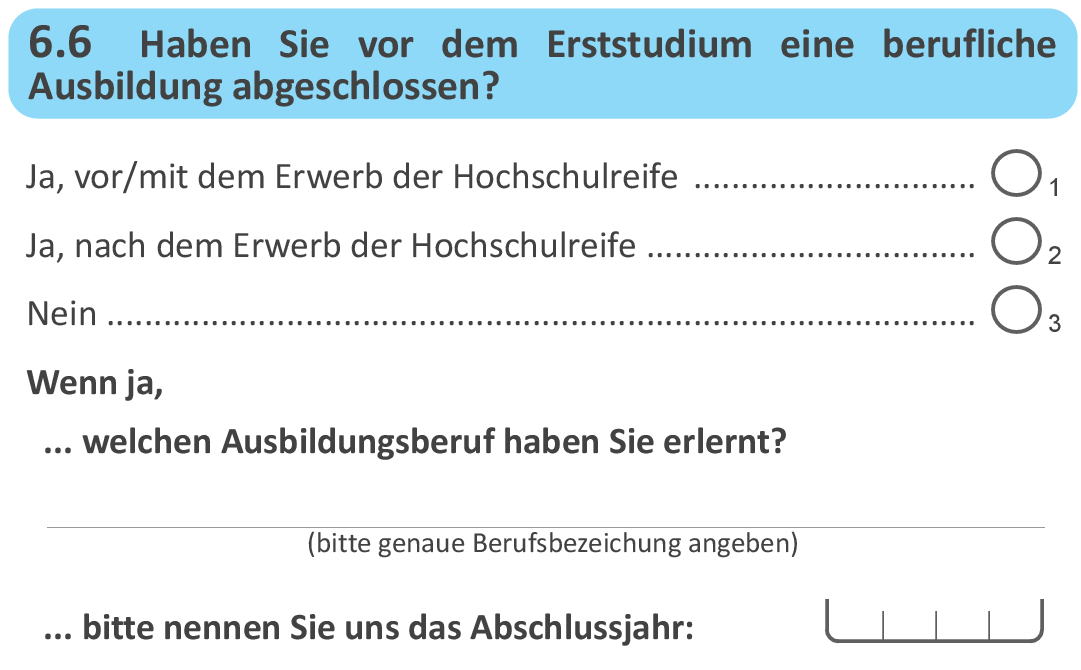 6.6 Haben Sie vor dem Erststudium eine berufliche
Ausbildung abgeschlossen?
Ja, vor/mit dem Erwerb der Hochschulreife .............................. 1
Ja, nach dem Erwerb der Hochschulreife ................................... 2
Nein ............................................................................................. 3
Wenn ja,
... welchen Ausbildungsberuf haben Sie erlernt?
(bitte genaue Berufsbezeichung angeben)
... bitte nennen Sie uns das Abschlussjahr: